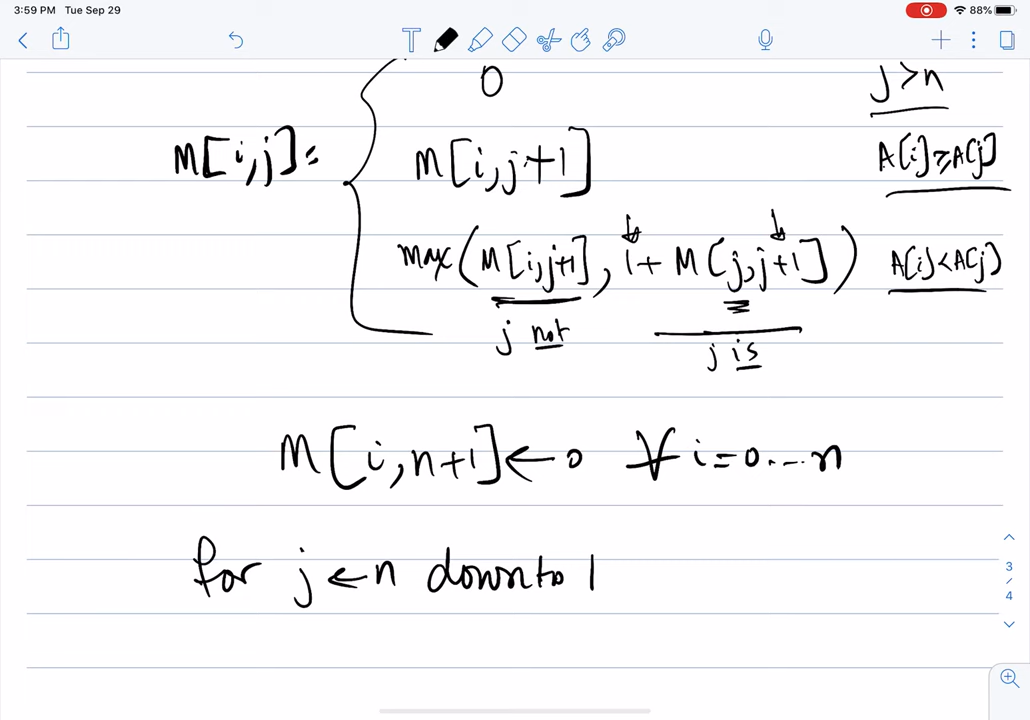 3:59 PM Tue Sep 29
88%
0 j>n
M[i,j]= M[i,j+1] A[i]≥A[j]
max(M[i,j+1], 1+ M[j,j+1]) A[i]<A[j]
j not j is
M[i,n+1]←0 ∀ i=0...n
for j←n downto 1
3
/
4